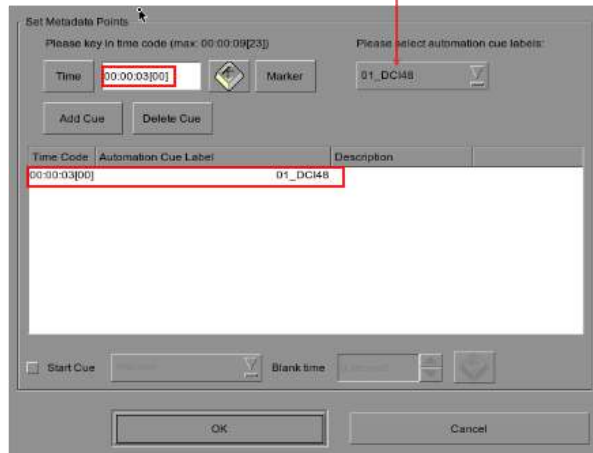 Set Metadata Points
Please key in time code (max: 00:00:09[23])
Please select automation cue labels:
Time
00:00:03[00]
Marker
01_DCI48
Add Cue
Delete Cue
Time Code
Automation Cue Label
Description
00:00:03[00]
01_DCI48
Start Cue
Blank time
OK
Cancel